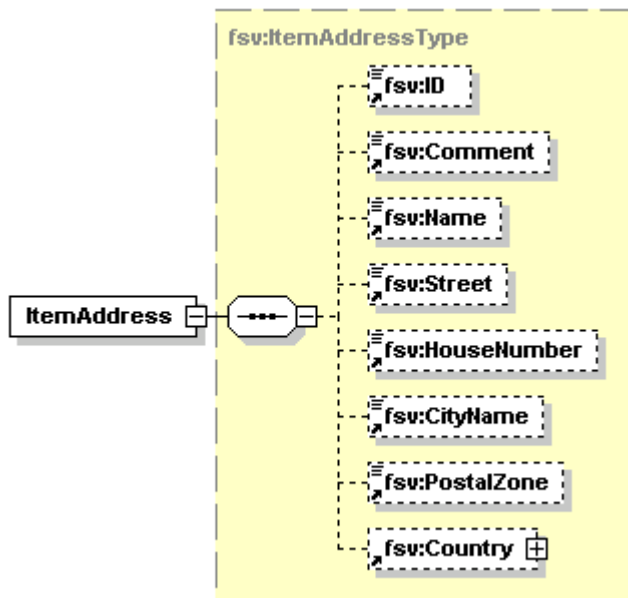 fsv:ItemAddressType
fsv:ID
fsv:Comment
fsv:Name
fsv:Street
ItemAddress
fsv:HouseNumber
fsv:CityName
fsv:PostalZone
fsv:Country